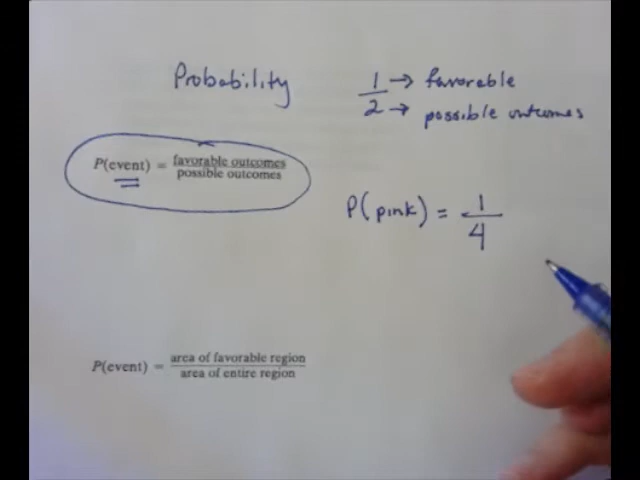 Probability
1 → favorable
2 → possible outcomes
P(event) = favorable outcomes
possible outcomes
P(pink) = 1
4
P(event) = area of favorable region
area of entire region